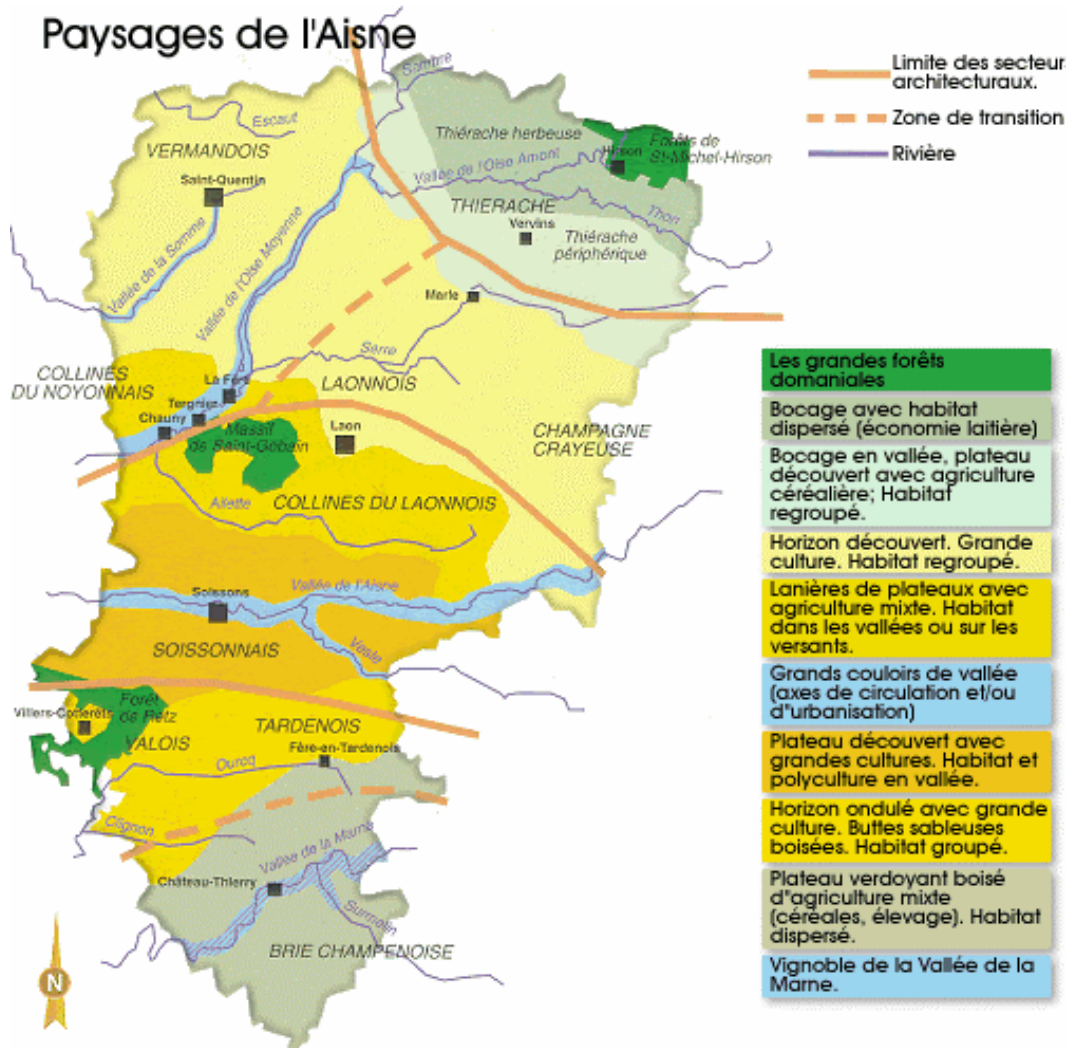 Paysages de l'Aisne
Limite des secteur
architecturaux.
Zone de transition
Rivière
Sambre
Escaut
VERMANDOIS
Saint-Quentin
Thiérache herbeuse
Forêts de
St-Michel-Hirson
Hirson
Vallée de l'Oise Amont
THIERACHE
Vervins
Thon
Thiérache
périphérique
Vallée de la Somme
Vallée de l'Oise Moyenne
Marle
Serre
COLLINES
DU NOYONNAIS
La Fère
Tergnier
Chauny
LAONNOIS
Laon
Massif
de Saint-Gobain
CHAMPAGNE
CRAYEUSE
Ailette
COLLINES DU LAONNOIS
Vallée de l'Aisne
Soissons
Vesle
SOISSONNAIS
Forêt
de Retz
Villers-Cotterêts
VALOIS
TARDENOIS
Fère-en-Tardenois
Ourcq
Clignon
Vallée de la Marne
Château-Thierry
Surmelin
BRIE CHAMPENOISE
N
Les grandes forêts
domaniales
Bocage avec habitat
dispersé (économie laitière)
Bocage en vallée, plateau
découvert avec agriculture
céréalière; Habitat
regroupé.
Horizon découvert. Grande
culture. Habitat regroupé.
Lanières de plateaux avec
agriculture mixte. Habitat
dans les vallées ou sur les
versants.
Grands couloirs de vallée
(axes de circulation et/ou
d"urbanisation)
Plateau découvert avec
grandes cultures. Habitat et
polyculture en vallée.
Horizon ondulé avec grande
culture. Buttes sableuses
boisées. Habitat groupé.
Plateau verdoyant boisé
d"agriculture mixte
(céréales, élevage). Habitat
dispersé.
Vignoble de la Vallée de la
Marne.